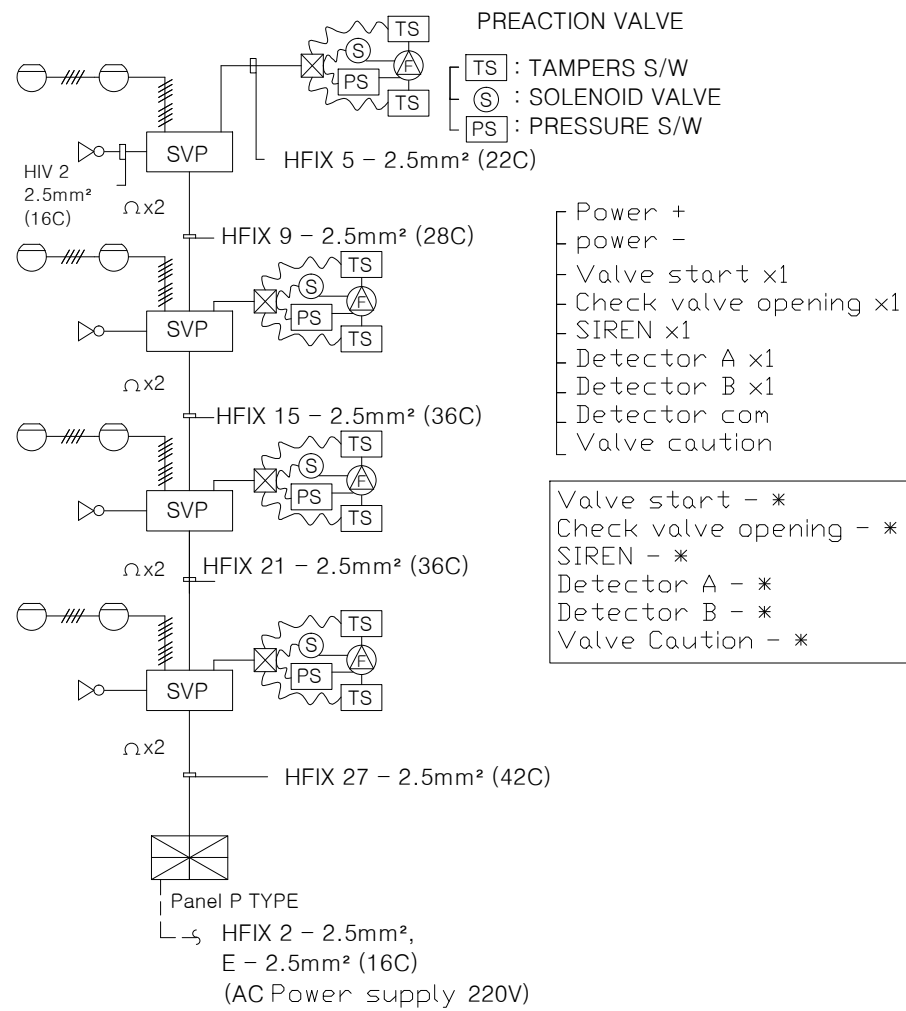 PREACTION VALVE
TS
S
F
PS
TS
TS : TAMPERS S/W
S : SOLENOID VALVE
PS : PRESSURE S/W
SVP
HFIX 5 - 2.5mm² (22C)
HIV 2
2.5mm²
(16C)
Ωx2
HFIX 9 - 2.5mm² (28C)
TS
S
F
PS
TS
SVP
Ωx2
HFIX 15 - 2.5mm² (36C)
TS
S
F
PS
TS
SVP
Ωx2
HFIX 21 - 2.5mm² (36C)
TS
S
F
PS
TS
SVP
Ωx2
HFIX 27 - 2.5mm² (42C)
Panel P TYPE
HFIX 2 - 2.5mm²,
E - 2.5mm² (16C)
(AC Power supply 220V)
Power +
power -
Valve start x1
Check valve opening x1
SIREN x1
Detector A x1
Detector B x1
Detector com
Valve caution
Valve start - *
Check valve opening - *
SIREN - *
Detector A - *
Detector B - *
Valve Caution - *